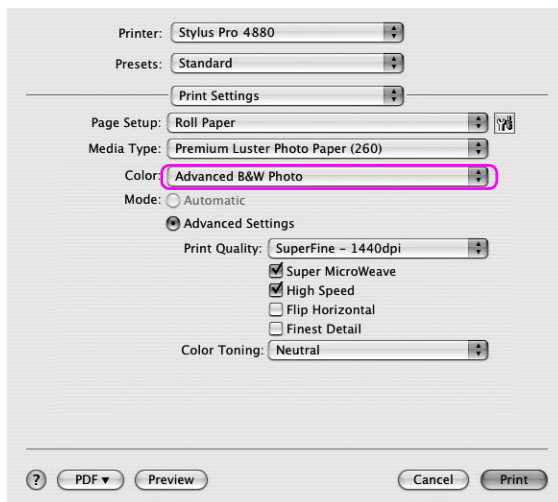 Printer: Stylus Pro 4880
Presets: Standard
Print Settings
Page Setup: Roll Paper
Media Type: Premium Luster Photo Paper (260)
Color: Advanced B&W Photo
Mode: Automatic
Advanced Settings
Print Quality: SuperFine - 1440dpi
Super MicroWeave
High Speed
Flip Horizontal
Finest Detail
Color Toning: Neutral
? PDF ▼ Preview Cancel Print